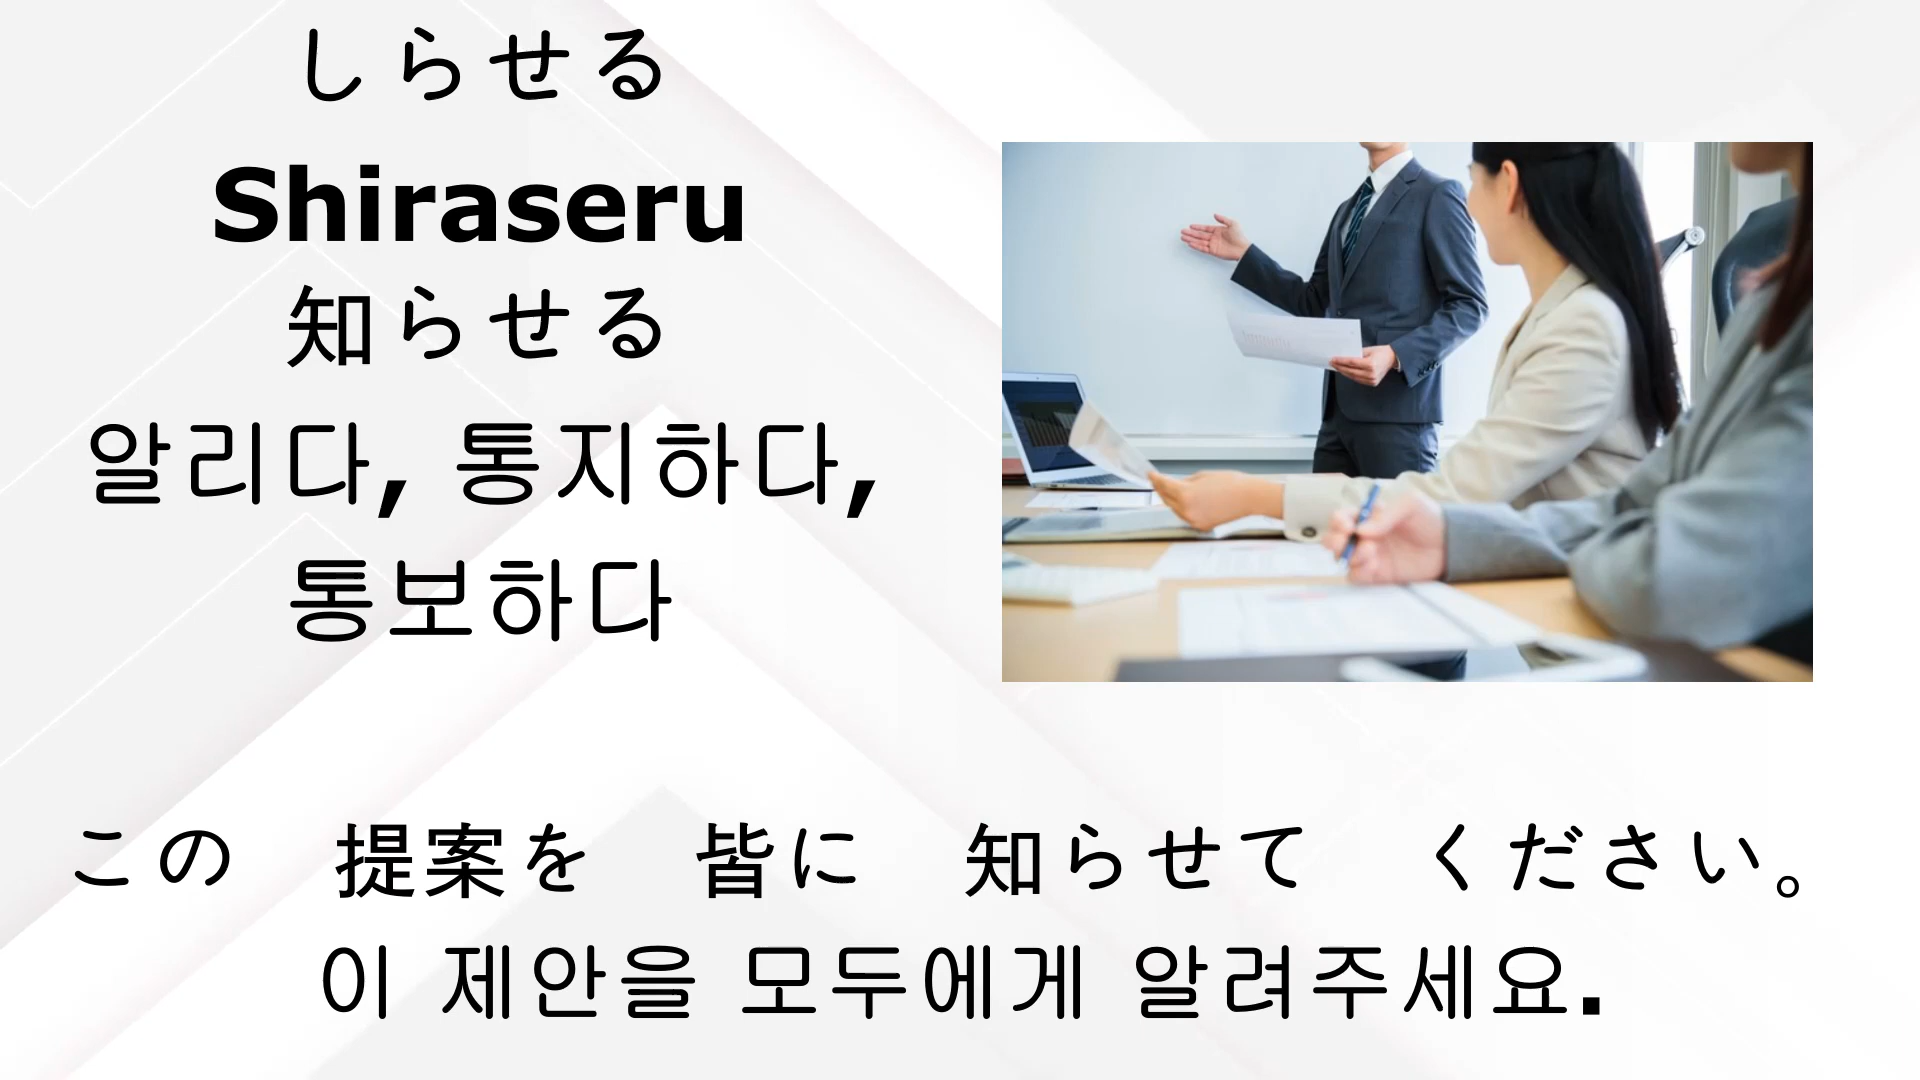 しらせる
Shiraseru
知らせる
알리다, 통지하다,
통보하다
この　提案を　皆に　知らせて　ください。
이 제안을 모두에게 알려주세요.